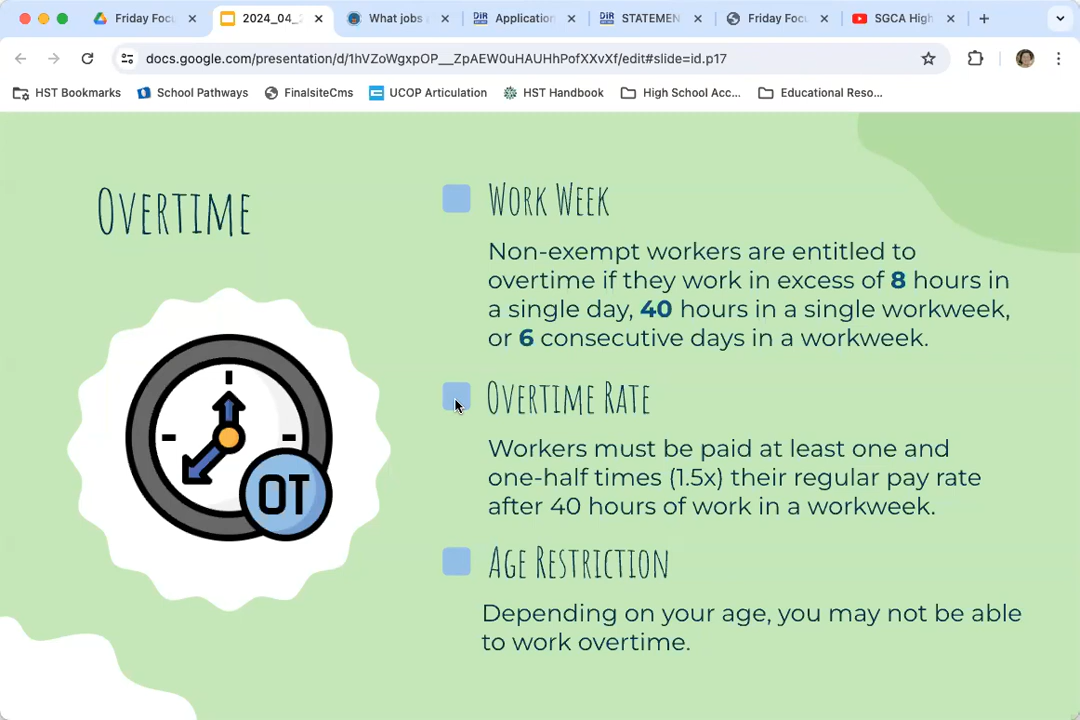 Friday Foc
2024_04_
What jobs
Application
STATEMEN
Friday Foc
SGCA High
docs.google.com/presentation/d/1hVZoWgxpOP__ZpAEW0uHAUHhPofXXvXf/edit#slide=id.p17
HST Bookmarks
School Pathways
FinalsiteCms
UCOP Articulation
HST Handbook
High School Acc...
Educational Reso...
OVERTIME
OT
WORK WEEK
Non-exempt workers are entitled to
overtime if they work in excess of 8 hours in
a single day, 40 hours in a single workweek,
or 6 consecutive days in a workweek.
OVERTIME RATE
Workers must be paid at least one and
one-half times (1.5x) their regular pay rate
after 40 hours of work in a workweek.
AGE RESTRICTION
Depending on your age, you may not be able
to work overtime.